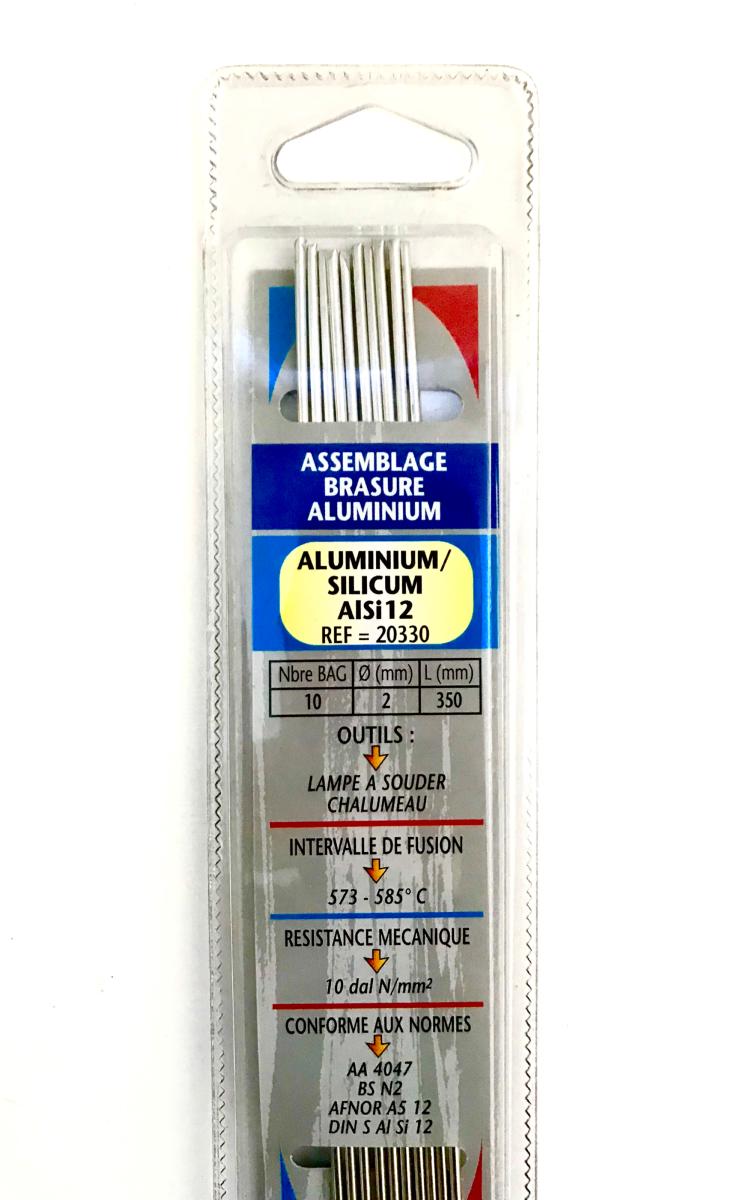 ASSEMBLAGE
BRASURE
ALUMINIUM
ALUMINIUM/
SILICUM
AlSi12
REF = 20330
Nbre BAG Ø (mm) L (mm)
10 2 350
OUTILS :
LAMPE A SOUDER
CHALUMEAU
INTERVALLE DE FUSION
573 - 585° C
RESISTANCE MECANIQUE
10 dal N/mm²
CONFORME AUX NORMES
AA 4047
BS N2
AFNOR A5 12
DIN S Al Si 12